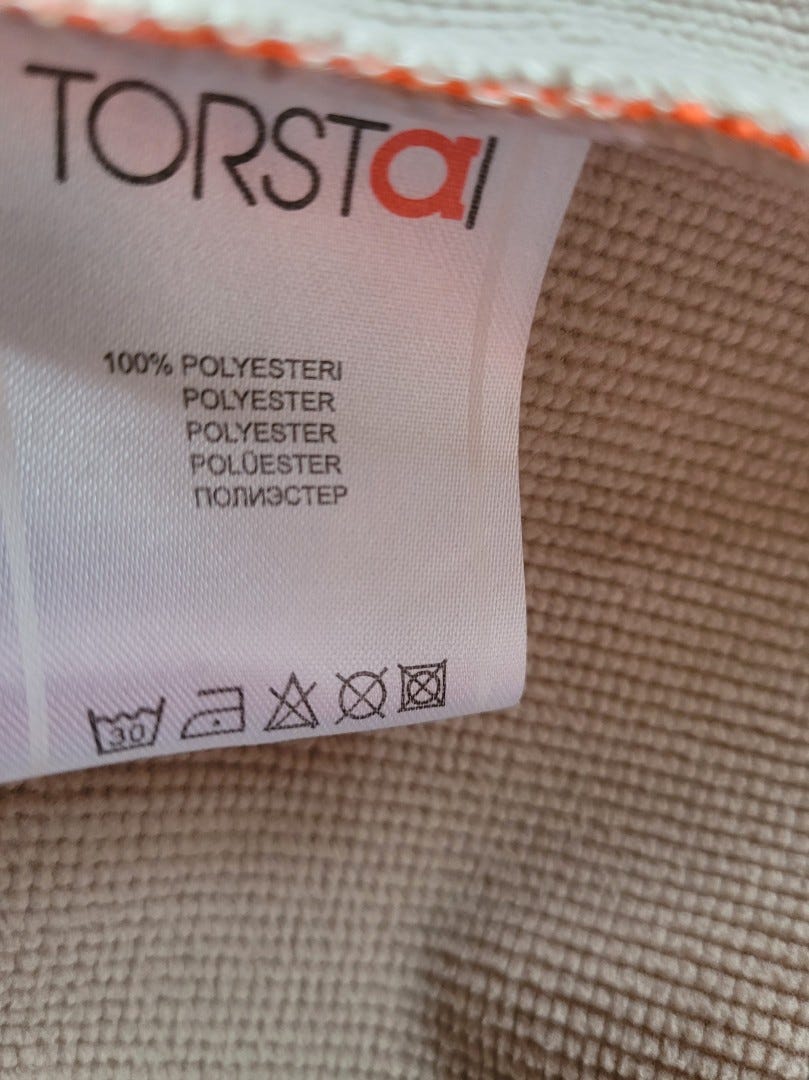 TORSTAI
100% POLYESTERI
POLYESTER
POLYESTER
POLÜESTER
ПОЛИЭСТЕР
30